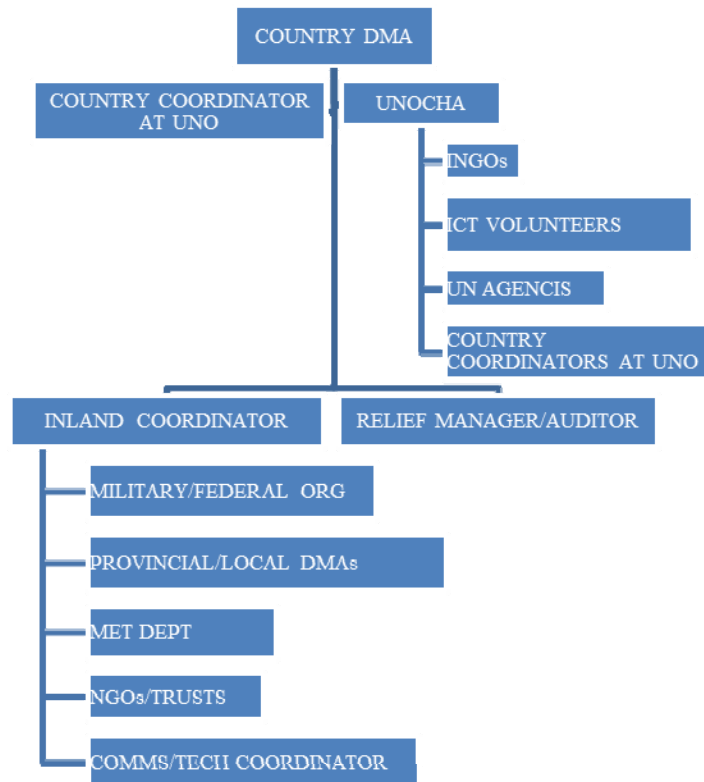 COUNTRY DMA
COUNTRY COORDINATOR
AT UNO
UNOCHA
INGOs
ICT VOLUNTEERS
UN AGENCIS
COUNTRY
COORDINATORS AT UNO
INLAND COORDINATOR
RELIEF MANAGER/AUDITOR
MILITARY/FEDERAL ORG
PROVINCIAL/LOCAL DMAs
MET DEPT
NGOs/TRUSTS
COMMS/TECH COORDINATOR